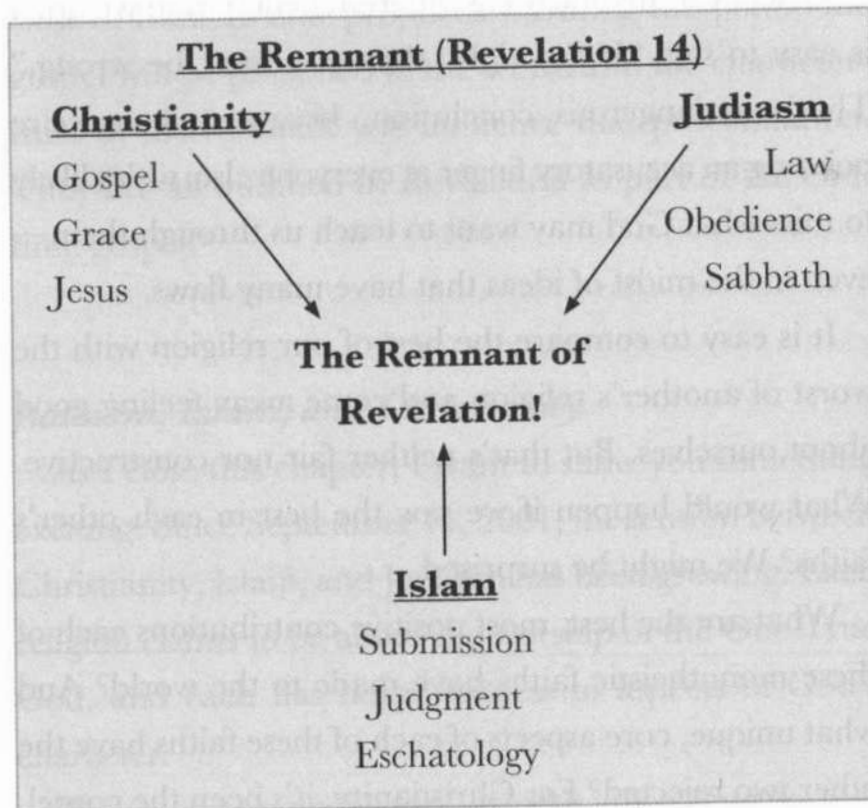 The Remnant (Revelation 14)
Christianity
Gospel
Grace
Jesus
Judiasm
Law
Obedience
Sabbath
The Remnant of
Revelation!
Islam
Submission
Judgment
Eschatology